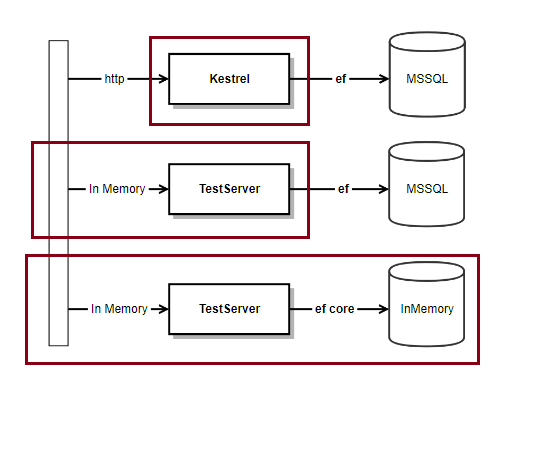 http Kestrel ef MSSQL
In Memory TestServer ef MSSQL
In Memory TestServer ef core InMemory